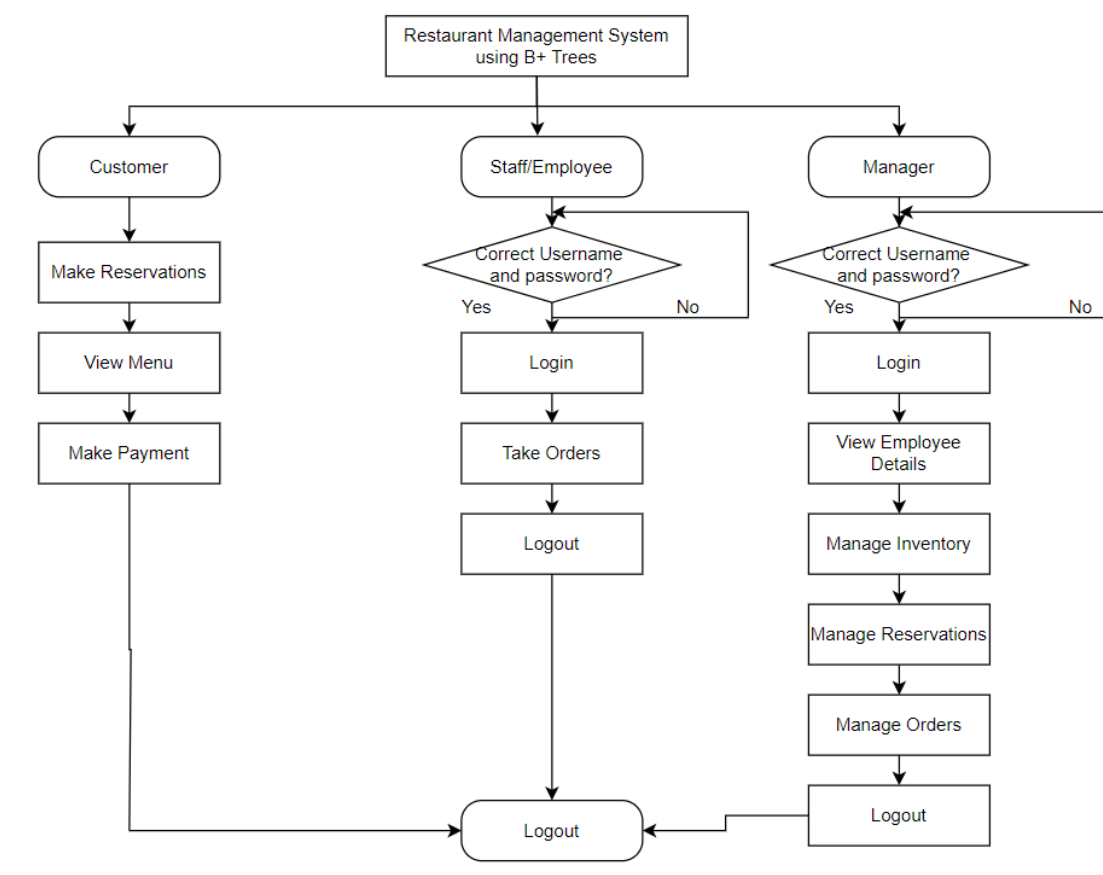 Restaurant Management System
using B+ Trees
Customer
Staff/Employee
Manager
Make Reservations
Correct Username
and password?
Correct Username
and password?
Yes
No
Yes
No
View Menu
Login
Login
Make Payment
Take Orders
View Employee
Details
Logout
Manage Inventory
Manage Reservations
Manage Orders
Logout
Logout